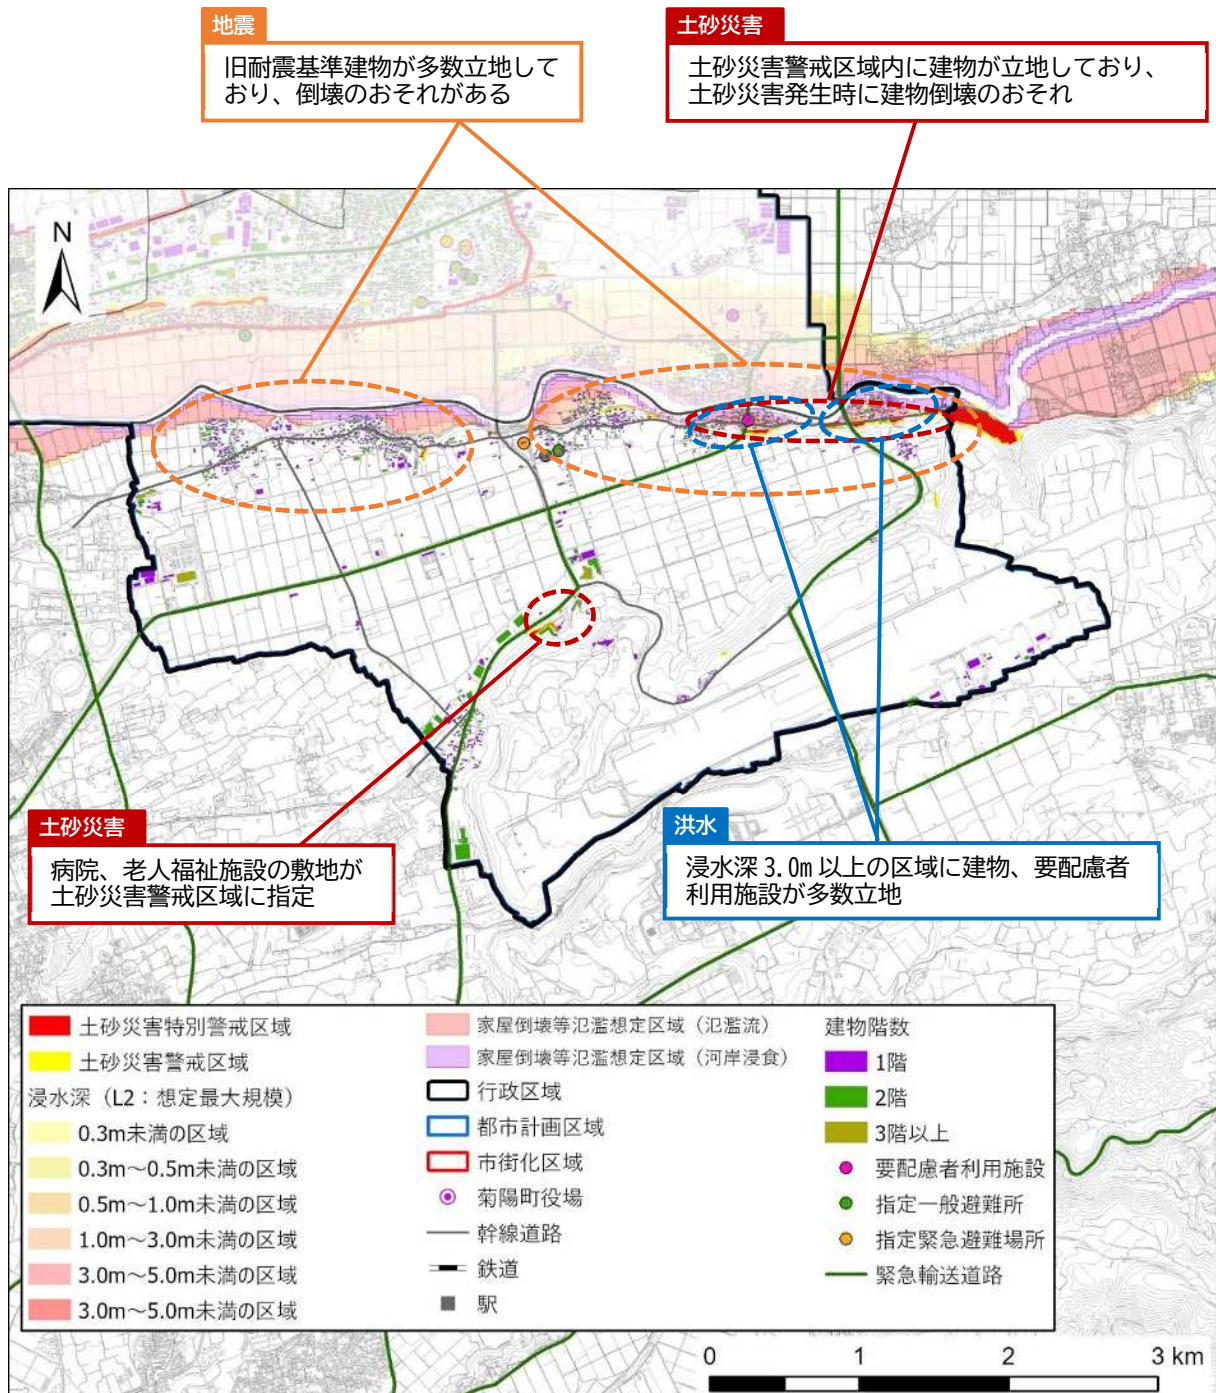 地震
旧耐震基準建物が多数立地して
おり、倒壊のおそれがある
土砂災害
土砂災害警戒区域内に建物が立地しており、
土砂災害発生時に建物倒壊のおそれ
N
土砂災害
病院、老人福祉施設の敷地が
土砂災害警戒区域に指定
洪水
浸水深 3.0m 以上の区域に建物、要配慮者
利用施設が多数立地
土砂災害特別警戒区域
土砂災害警戒区域
浸水深（L2：想定最大規模）
0.3m未満の区域
0.3m～0.5m未満の区域
0.5m～1.0m未満の区域
1.0m～3.0m未満の区域
3.0m～5.0m未満の区域
3.0m～5.0m未満の区域
家屋倒壊等氾濫想定区域（氾濫流）
家屋倒壊等氾濫想定区域（河岸浸食）
行政区域
都市計画区域
市街化区域
菊陽町役場
幹線道路
鉄道
駅
建物階数
1階
2階
3階以上
要配慮者利用施設
指定一般避難所
指定緊急避難場所
緊急輸送道路
0 1 2 3 km